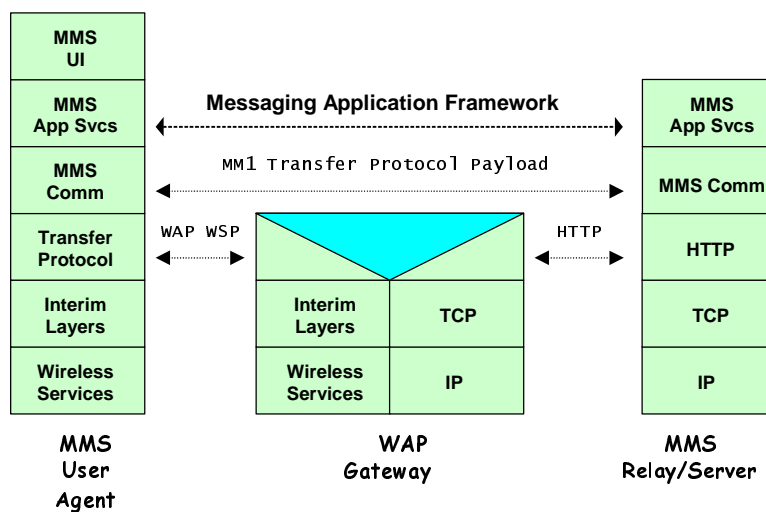 MMS
UI
MMS
App Svcs
MMS
Comm
Transfer
Protocol
Interim
Layers
Wireless
Services
MMS
User
Agent
Messaging Application Framework
MM1 Transfer Protocol Payload
WAP WSP
HTTP
Interim
Layers
TCP
Wireless
Services
IP
WAP
Gateway
MMS
App Svcs
MMS Comm
HTTP
TCP
IP
MMS
Relay/Server